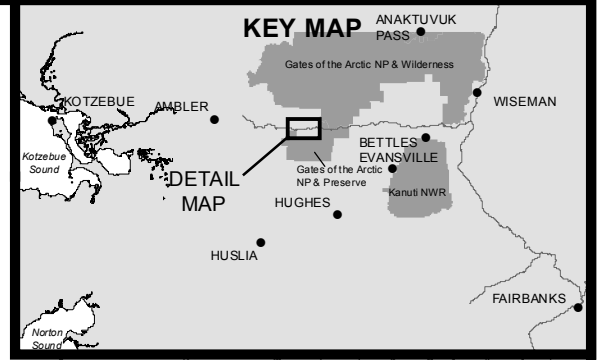 KEY MAP
ANAKTUVUK
PASS
Gates of the Arctic NP & Wilderness
KOTZEBUE
AMBLER
WISEMAN
Kotzebue
Sound
BETTLES
EVANSVILLE
Gates of the Arctic
NP & Preserve
DETAIL
MAP
Kanuti NWR
HUGHES
HUSLIA
FAIRBANKS
Norton
Sound